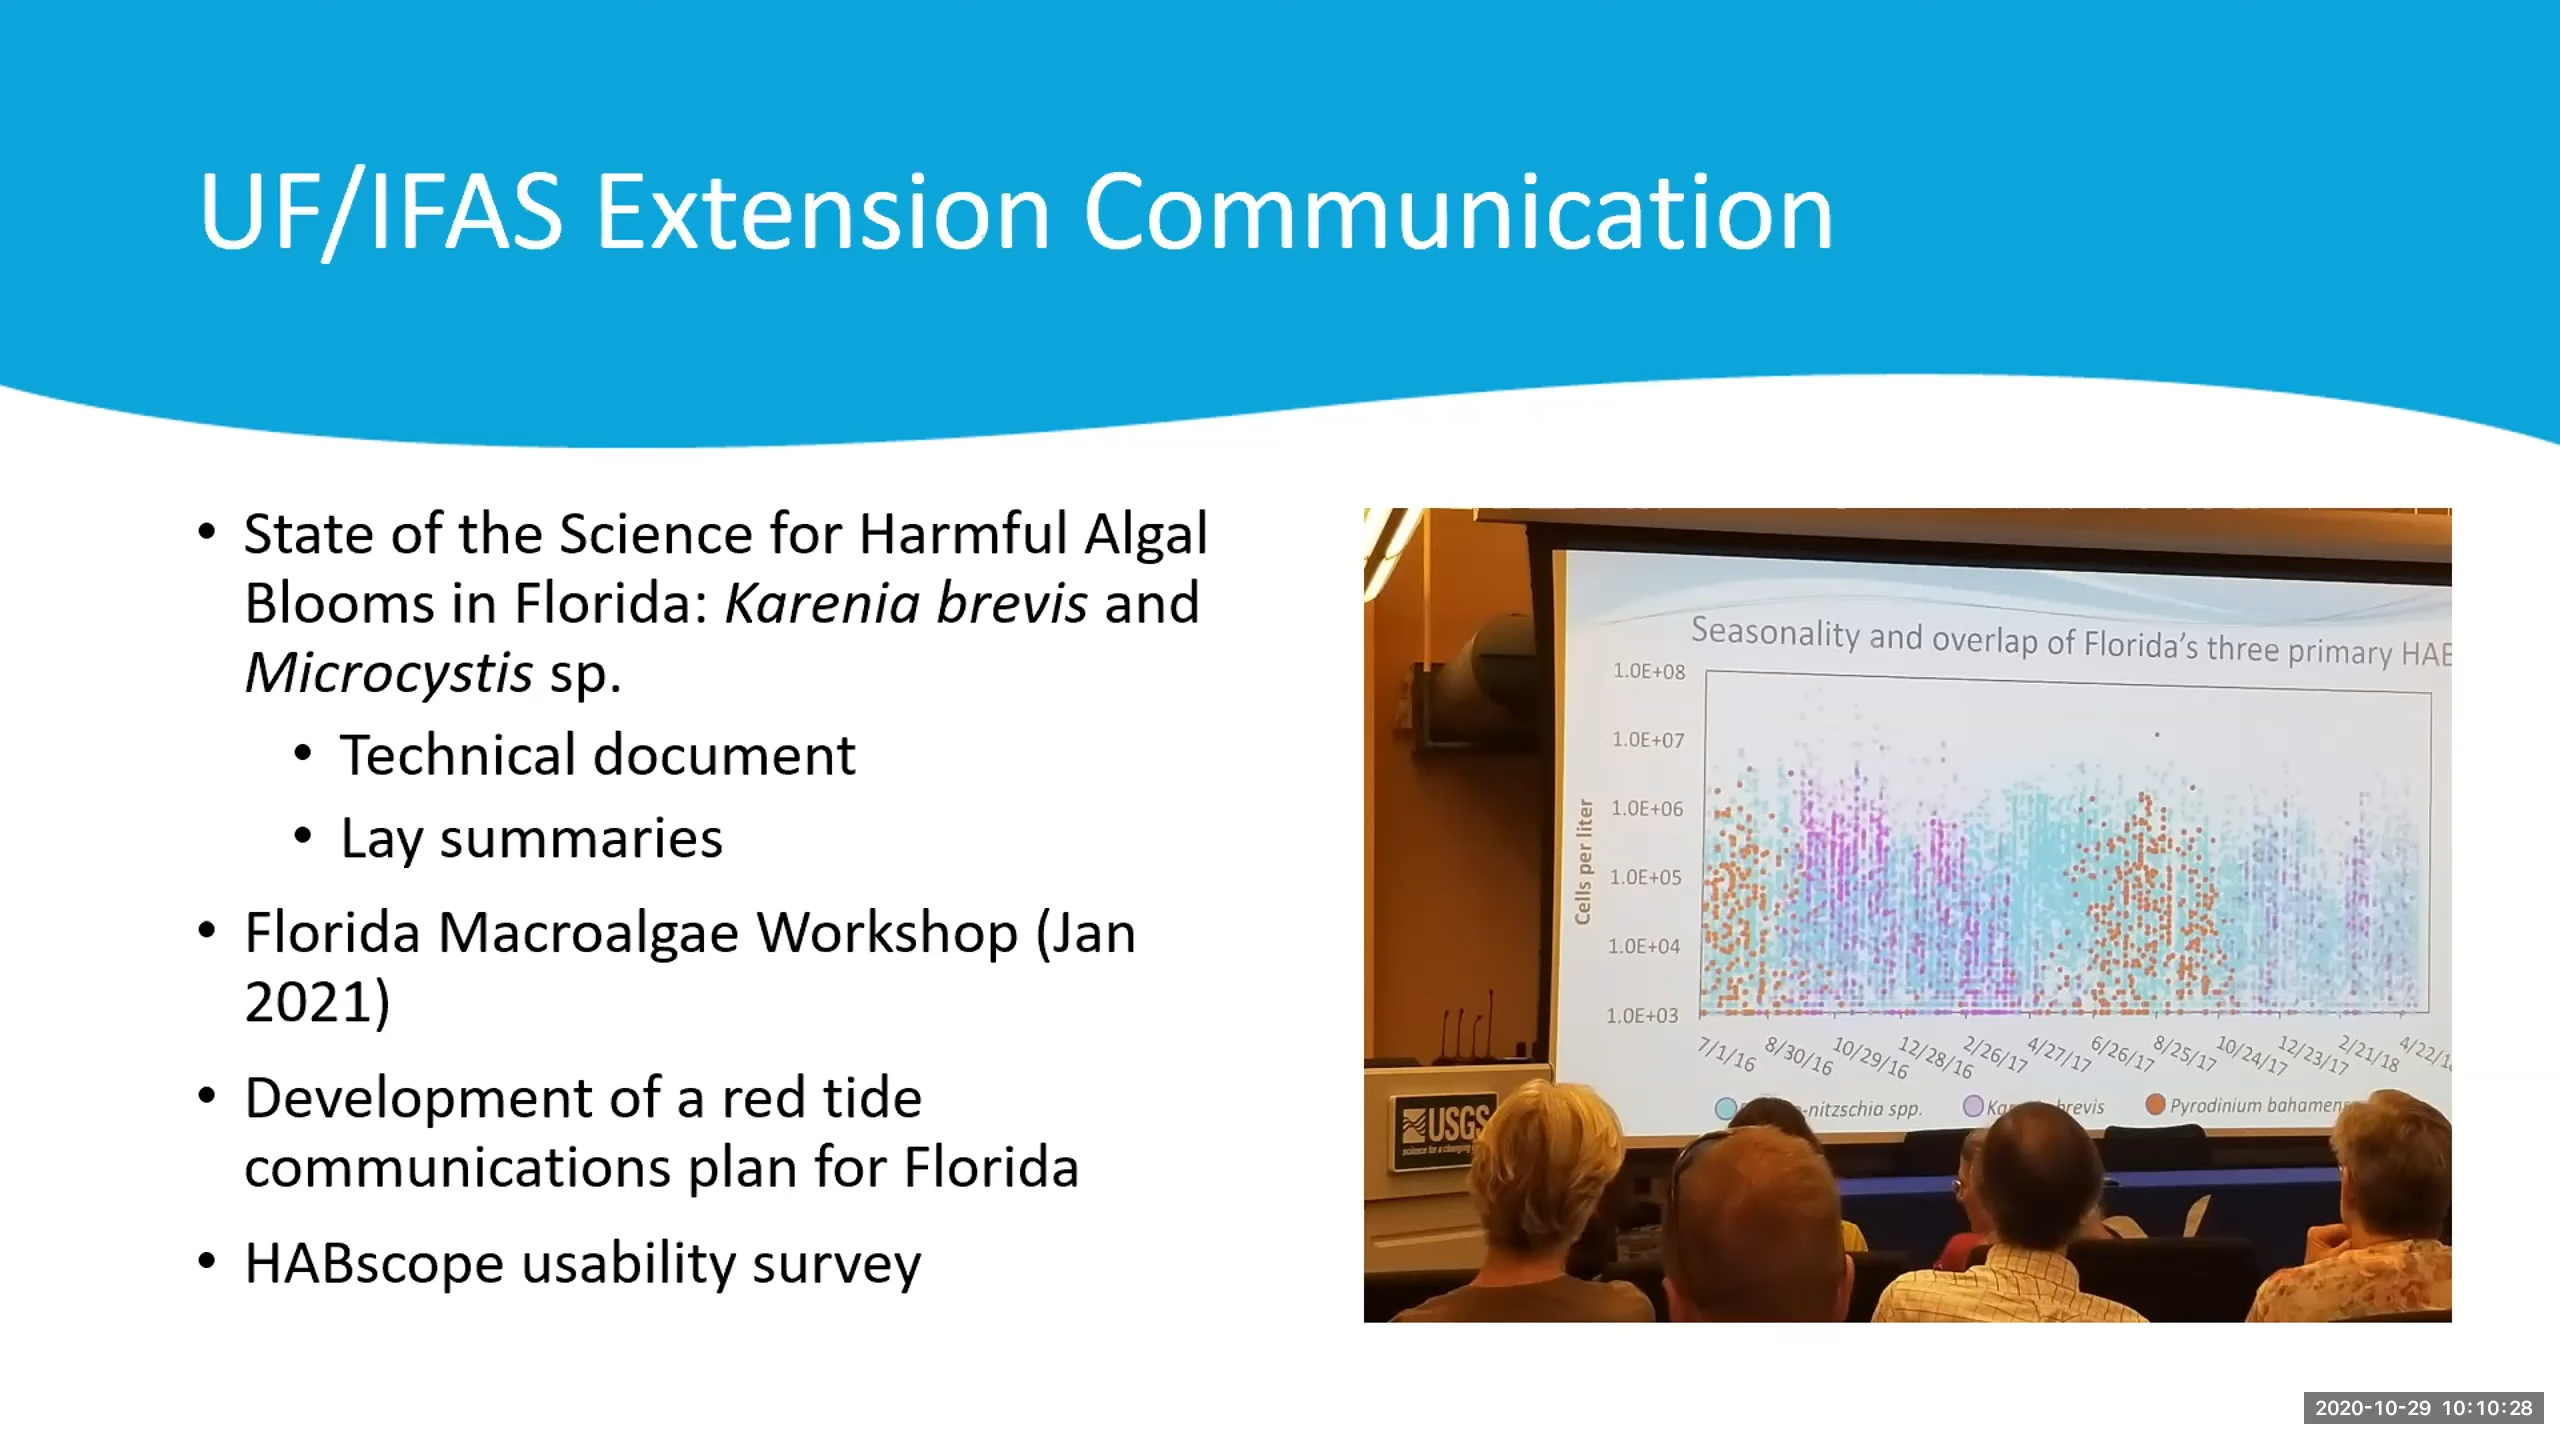 UF/IFAS Extension Communication
• State of the Science for Harmful Algal
Blooms in Florida: Karenia brevis and
Microcystis sp.
• Technical document
• Lay summaries
• Florida Macroalgae Workshop (Jan
2021)
• Development of a red tide
communications plan for Florida
• HABscope usability survey
Seasonality and overlap of Florida's three primary HAB
1.0E+08
1.0E+07
1.0E+06
1.0E+05
1.0E+04
1.0E+03
Cells per liter
7/1/16 8/30/16 10/29/16 12/28/16 2/26/17 4/27/17 6/26/17 8/25/17 10/24/17 12/23/17 2/21/18 4/22/1
-nitzschia spp. brevis Pyrodinium
USGS
science for a changing
2020-10-29 10:10:28